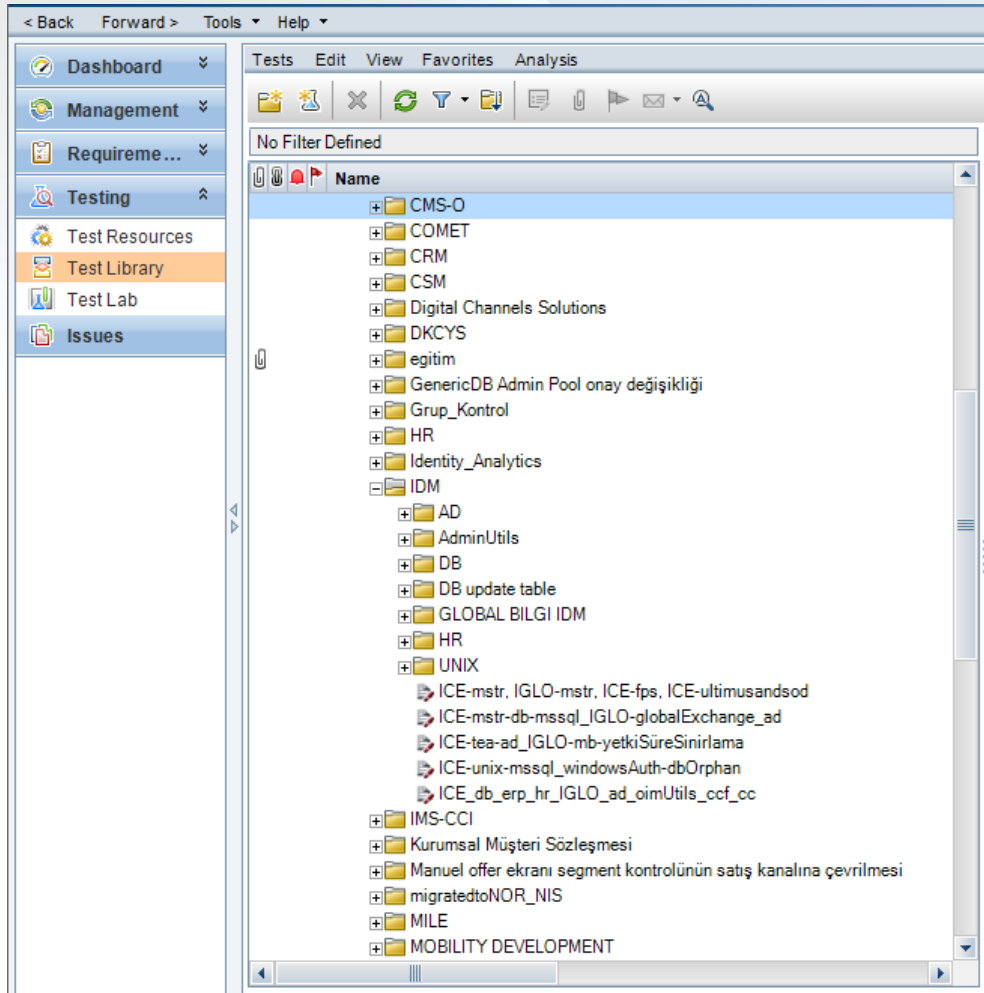 < Back Forward > Tools Help
Dashboard
Management
Requireme...
Testing
Test Resources
Test Library
Test Lab
Issues
Tests Edit View Favorites Analysis
No Filter Defined
Name
CMS-O
COMET
CRM
CSM
Digital Channels Solutions
DKCYS
egitim
GenericDB Admin Pool onay değişikliği
Grup_Kontrol
HR
Identity_Analytics
IDM
AD
AdminUtils
DB
DB update table
GLOBAL BILGI IDM
HR
UNIX
ICE-mstr, IGLO-mstr, ICE-fps, ICE-ultimusandsod
ICE-mstr-db-mssql_IGLO-globalExchange_ad
ICE-tea-ad_IGLO-mb-yetkiSüreSinirlama
ICE-unix-mssql_windowsAuth-dbOrphan
ICE_db_erp_hr_IGLO_ad_oimUtils_ccf_cc
IMS-CCI
Kurumsal Müşteri Sözleşmesi
Manuel offer ekranı segment kontrolünün satış kanalına çevrilmesi
migratedtoNOR_NIS
MILE
MOBILITY DEVELOPMENT